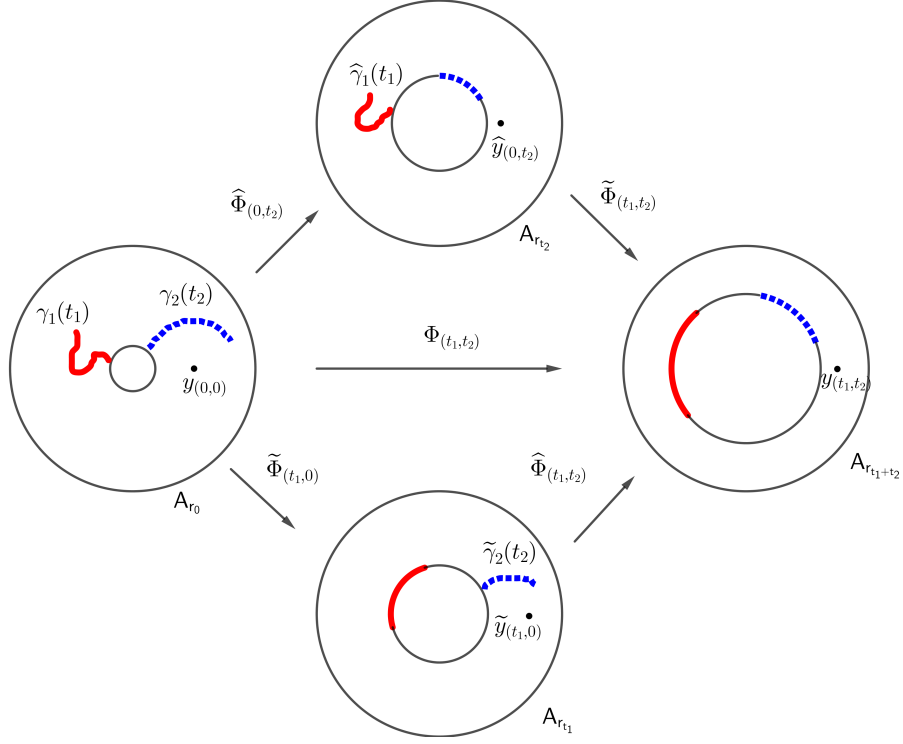 γ̂₁(t₁)
ŷ₍₀,ₜ₂₎
Φ̂₍₀,ₜ₂₎
Φ̃₍ₜ₁,ₜ₂₎
A_{r_{t₂}}
γ₁(t₁)
γ₂(t₂)
y₍₀,₀₎
Φ₍ₜ₁,ₜ₂₎
y₍ₜ₁,ₜ₂₎
A_{r₀}
Φ̃₍ₜ₁,₀₎
Φ̂₍ₜ₁,ₜ₂₎
A_{r_{t₁+t₂}}
γ̃₂(t₂)
ỹ₍ₜ₁,₀₎
A_{r_{t₁}}